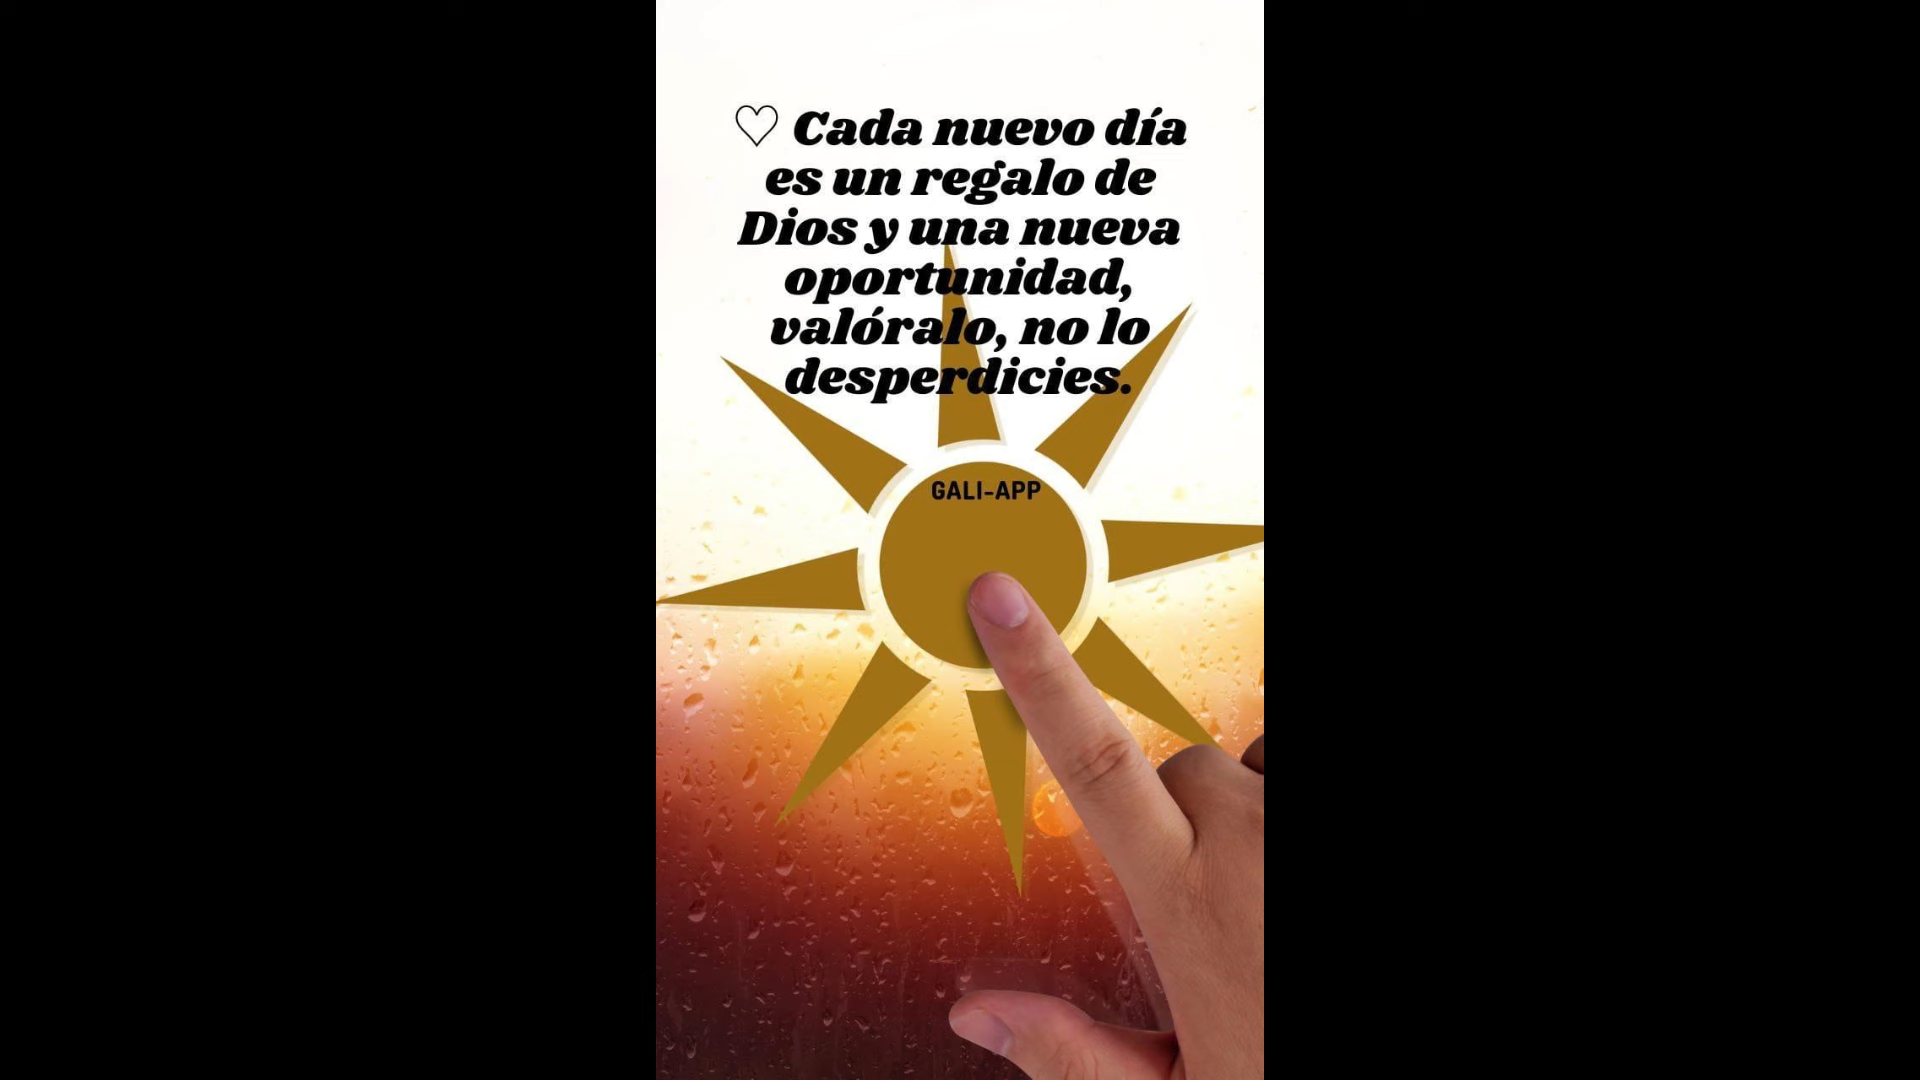 ♡ Cada nuevo día
es un regalo de
Dios y una nueva
oportunidad,
valóralo, no lo
desperdicies.
GALI-APP